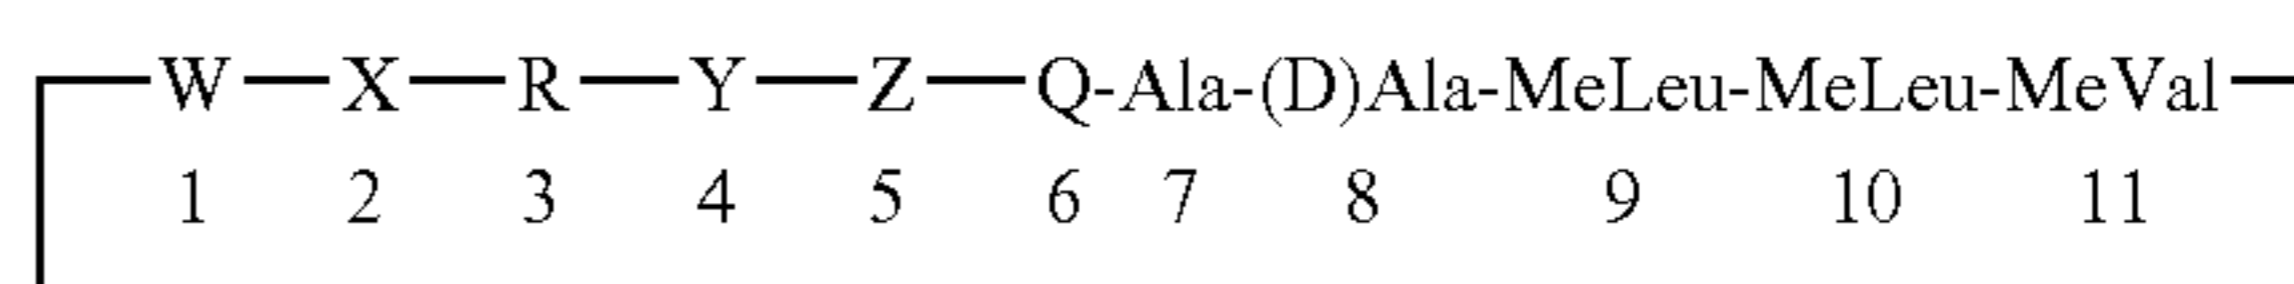 W—X—R—Y—Z—Q-Ala-(D)Ala-MeLeu-MeLeu-MeVal
1 2 3 4 5 6 7 8 9 10 11